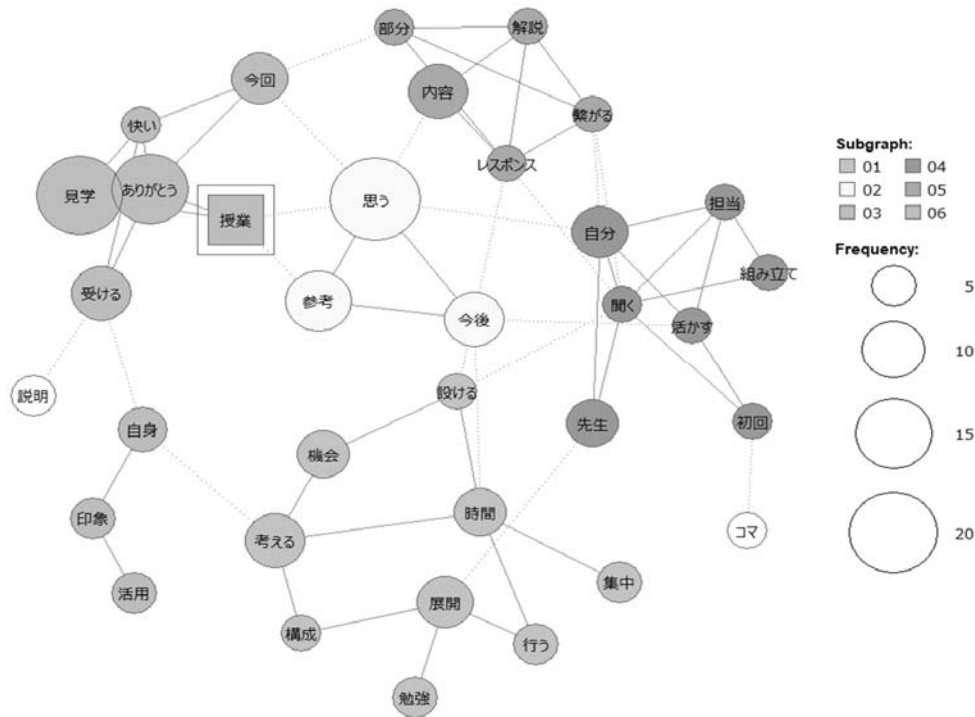 部分
解説
今回
内容
快い
繋がる
レスポンス
見学
ありがとう
思う
授業
自分
担当
組み立て
受ける
参考
今後
聞く
活かす
説明
設ける
自身
機会
先生
初回
印象
考える
時間
コマ
活用
集中
構成
展開
行う
勉強
Subgraph:
01 04
02 05
03 06
Frequency:
5
10
15
20